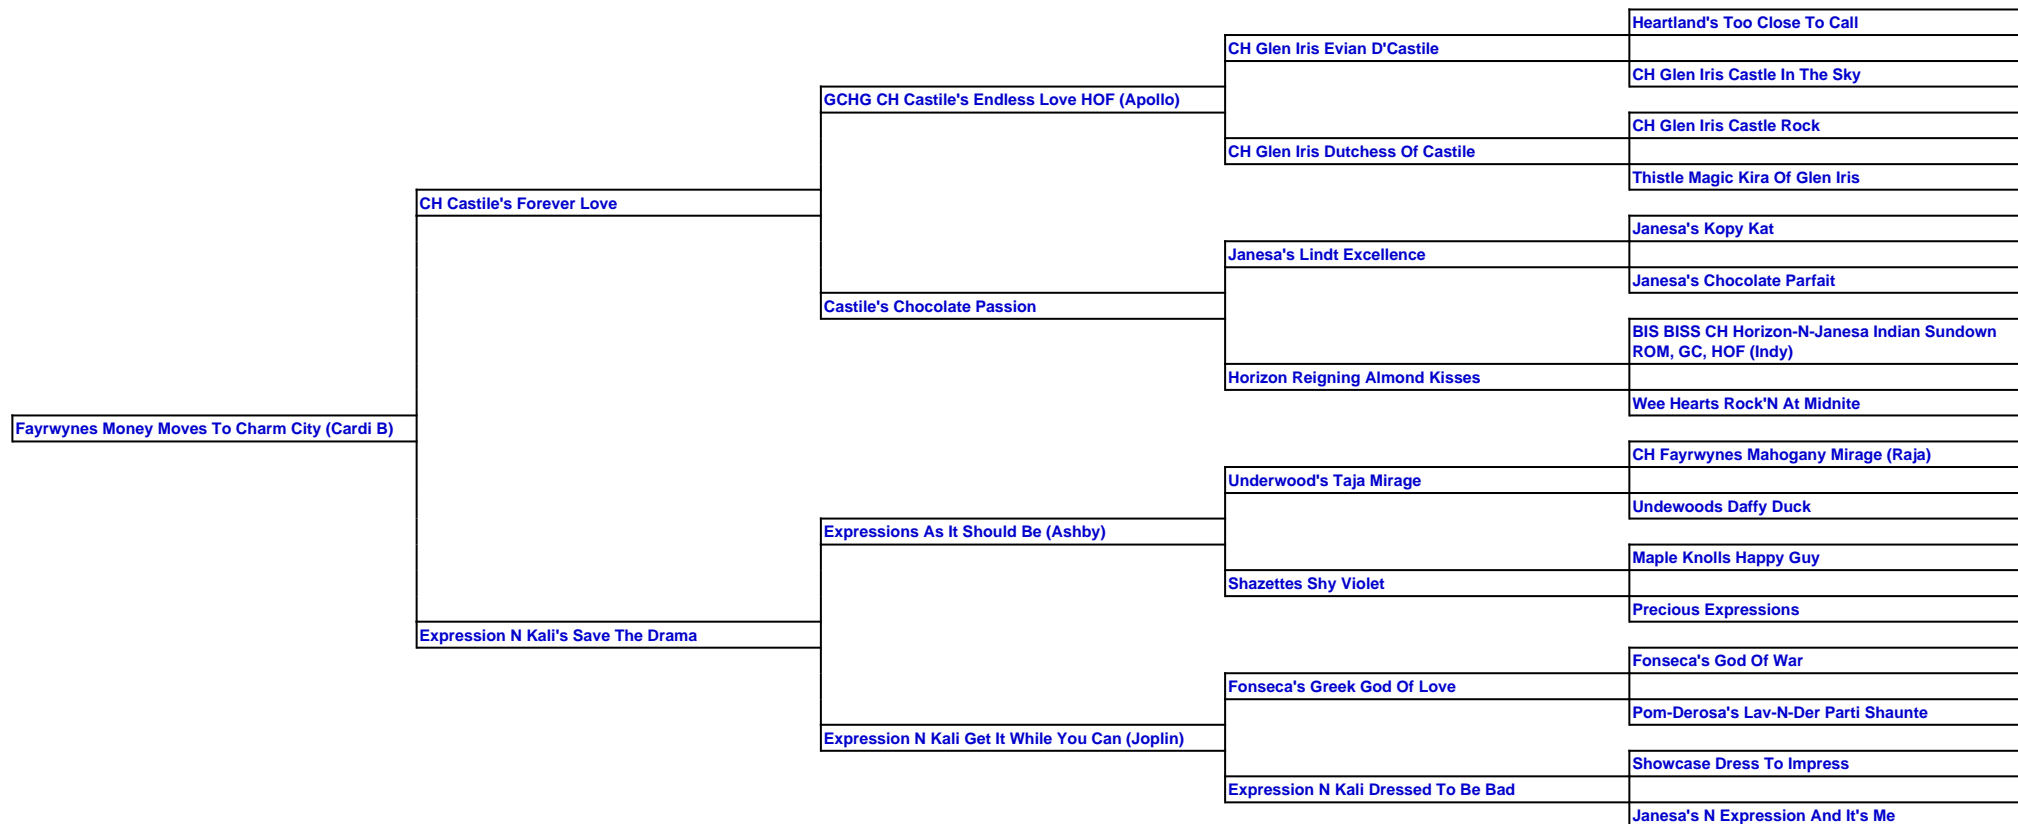 Heartland's Too Close To Call
CH Glen Iris Evian D'Castile
CH Glen Iris Castle In The Sky
GCHG CH Castile's Endless Love HOF (Apollo)
CH Glen Iris Castle Rock
CH Glen Iris Dutchess Of Castile
Thistle Magic Kira Of Glen Iris
CH Castile's Forever Love
Janesa's Kopy Kat
Janesa's Lindt Excellence
Janesa's Chocolate Parfait
Castile's Chocolate Passion
BIS BISS CH Horizon-N-Janesa Indian Sundown
ROM, GC, HOF (Indy)
Horizon Reigning Almond Kisses
Wee Hearts Rock'N At Midnite
Fayrwynes Money Moves To Charm City (Cardi B)
CH Fayrwynes Mahogany Mirage (Raja)
Underwood's Taja Mirage
Undewoods Daffy Duck
Expressions As It Should Be (Ashby)
Maple Knolls Happy Guy
Shazettes Shy Violet
Precious Expressions
Expression N Kali's Save The Drama
Fonseca's God Of War
Fonseca's Greek God Of Love
Pom-Derosa's Lav-N-Der Parti Shaunte
Expression N Kali Get It While You Can (Joplin)
Showcase Dress To Impress
Expression N Kali Dressed To Be Bad
Janesa's N Expression And It's Me